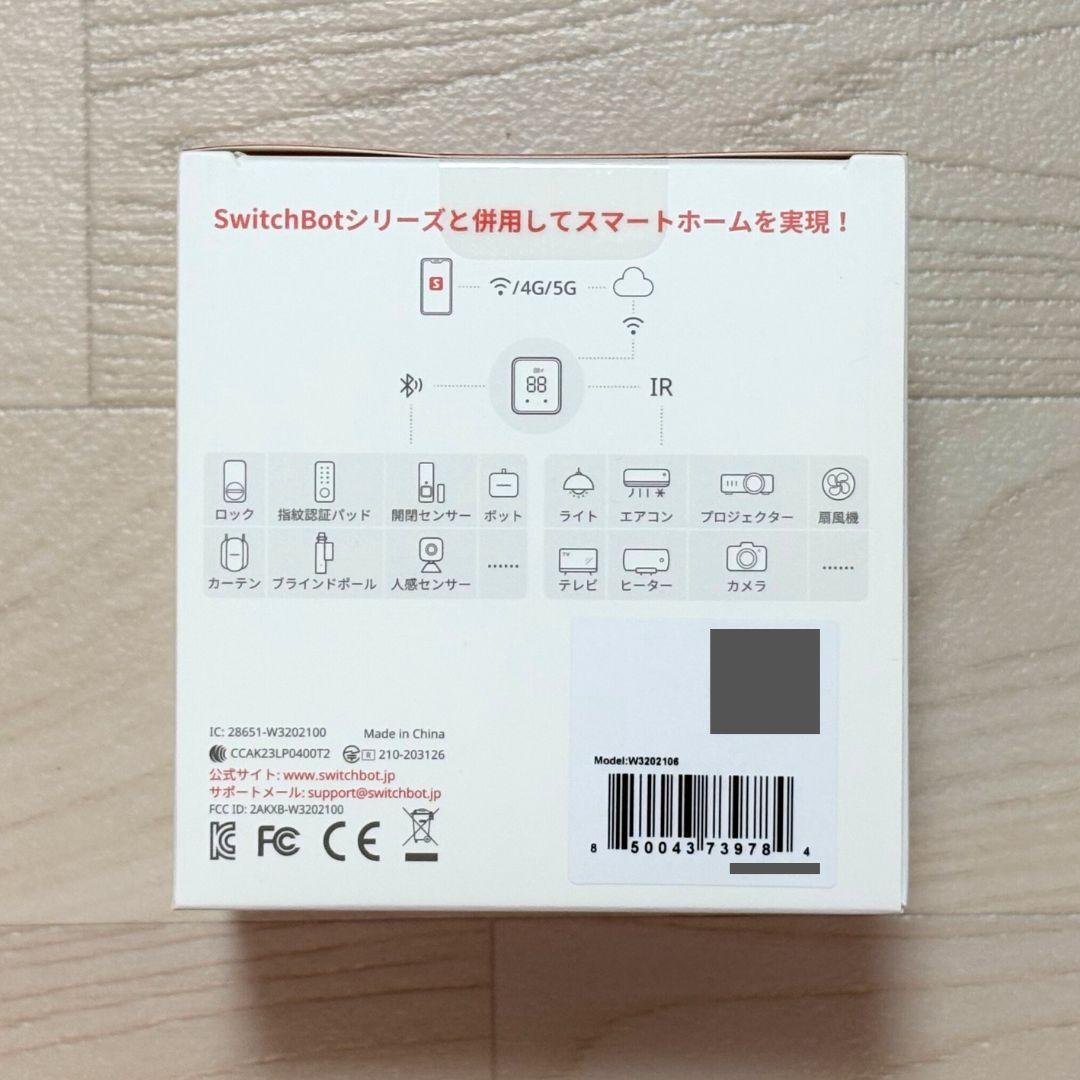 SwitchBotシリーズと併用してスマートホームを実現！
S
/4G/5G
88
IR
ロック 指紋認証パッド 開閉センサー ボット
ライト エアコン プロジェクター 扇風機
カーテン ブラインドポール 人感センサー ……
TV
テレビ ヒーター カメラ ……
IC: 28651-W3202100 Made in China
CCAK23LP0400T2 R 210-203126
公式サイト: www.switchbot.jp
サポートメール: support@switchbot.jp
FCC ID: 2AKXB-W3202100
FC CE
Model:W3202106
8 50043 73978 4